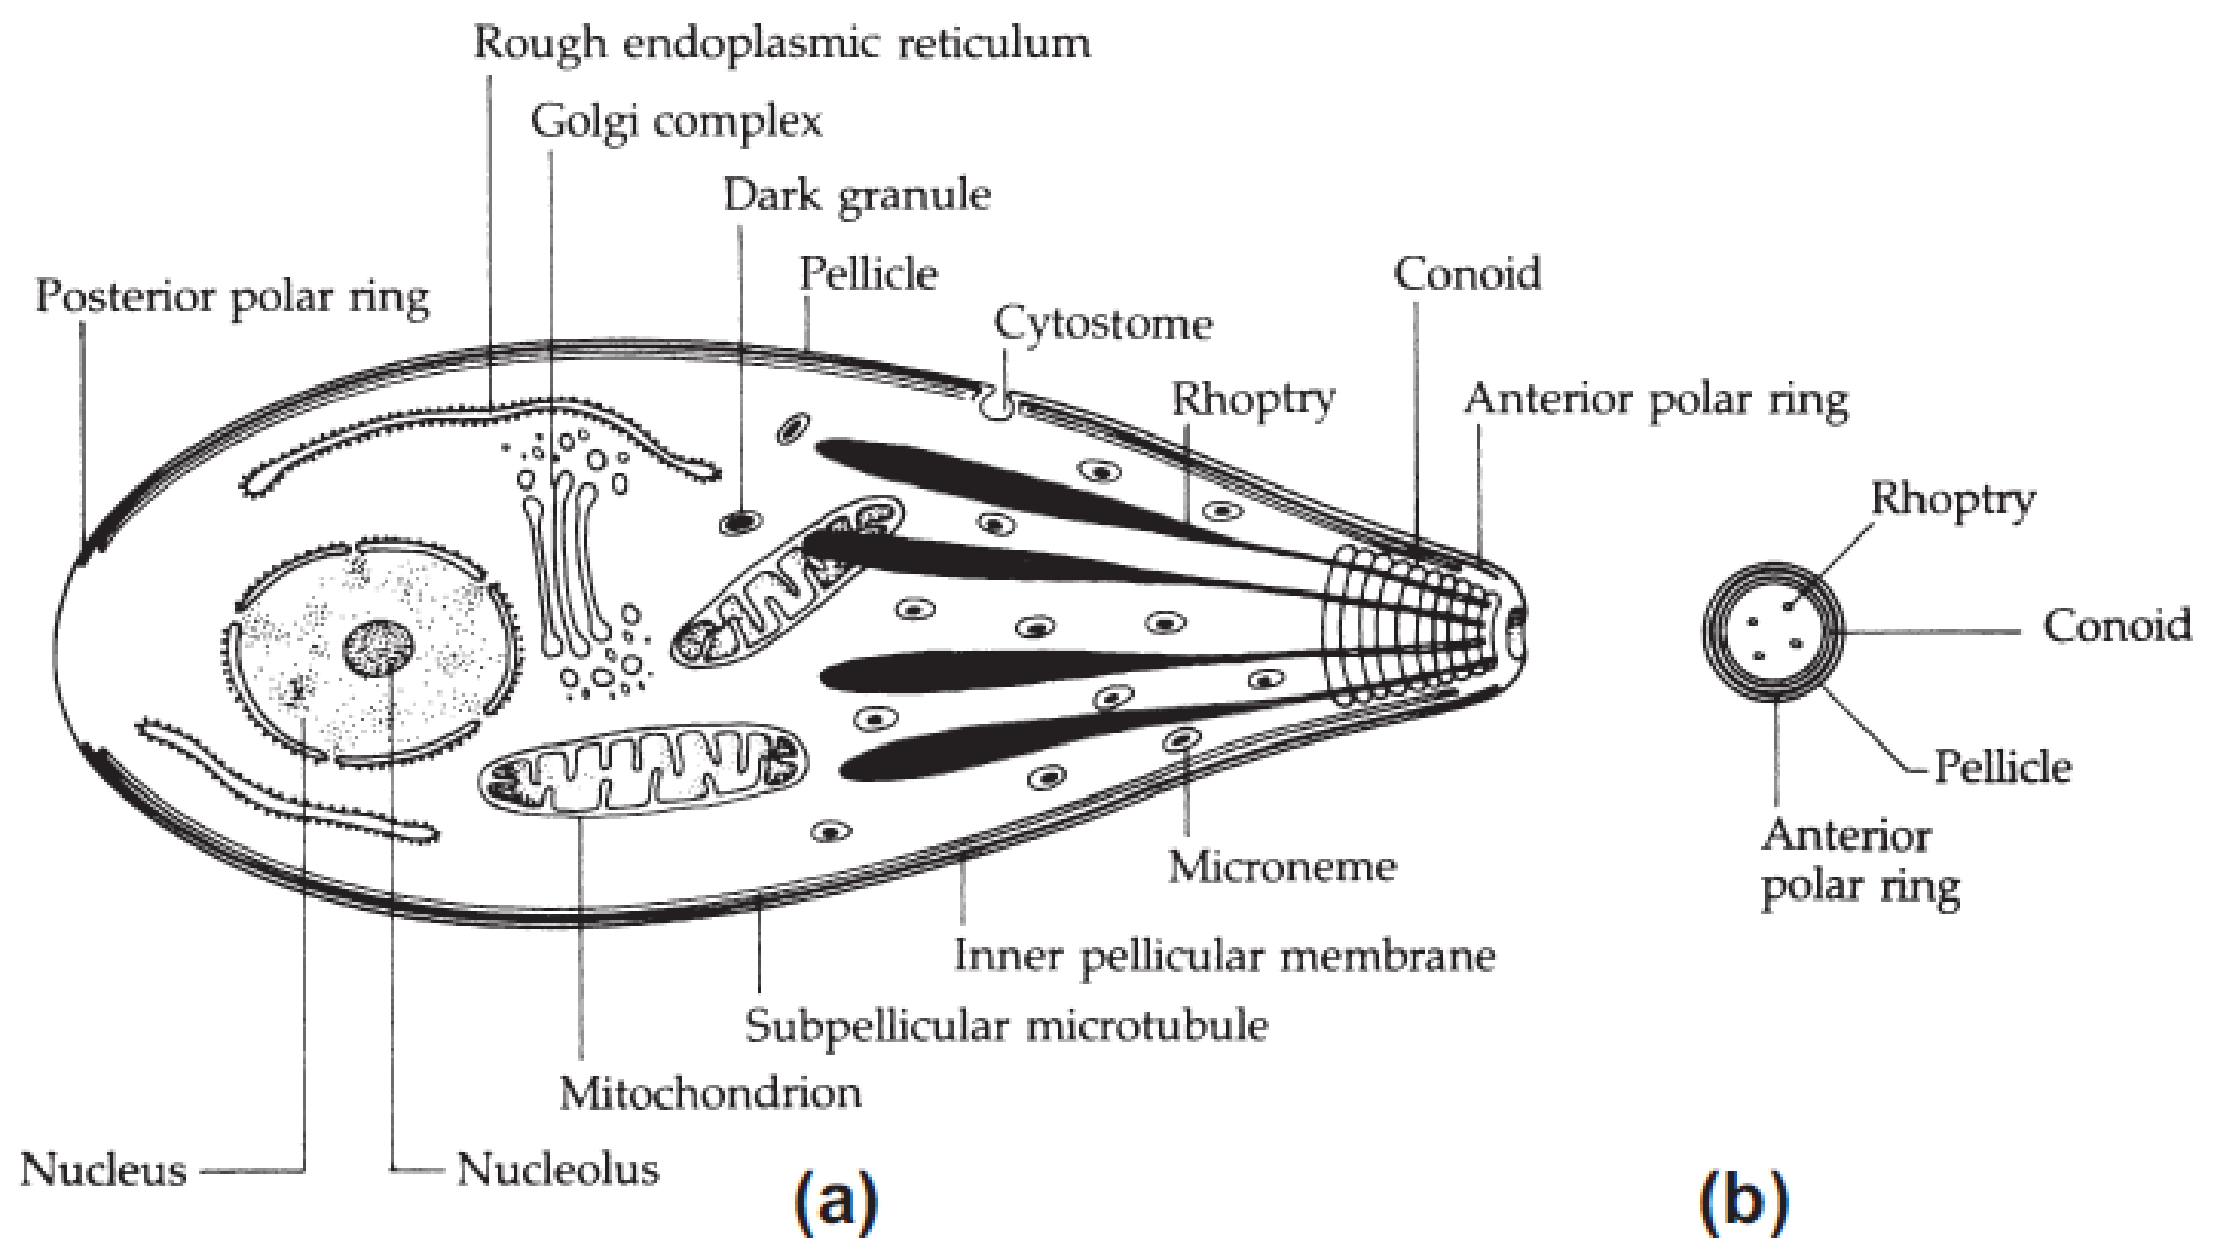 Rough endoplasmic reticulum
Golgi complex
Dark granule
Pellicle
Conoid
Posterior polar ring
Cytostome
Rhoptry
Anterior polar ring
Rhoptry
Conoid
Pellicle
Anterior
polar ring
Microneme
Inner pellicular membrane
Subpellicular microtubule
Mitochondrion
Nucleus
Nucleolus
(a)
(b)